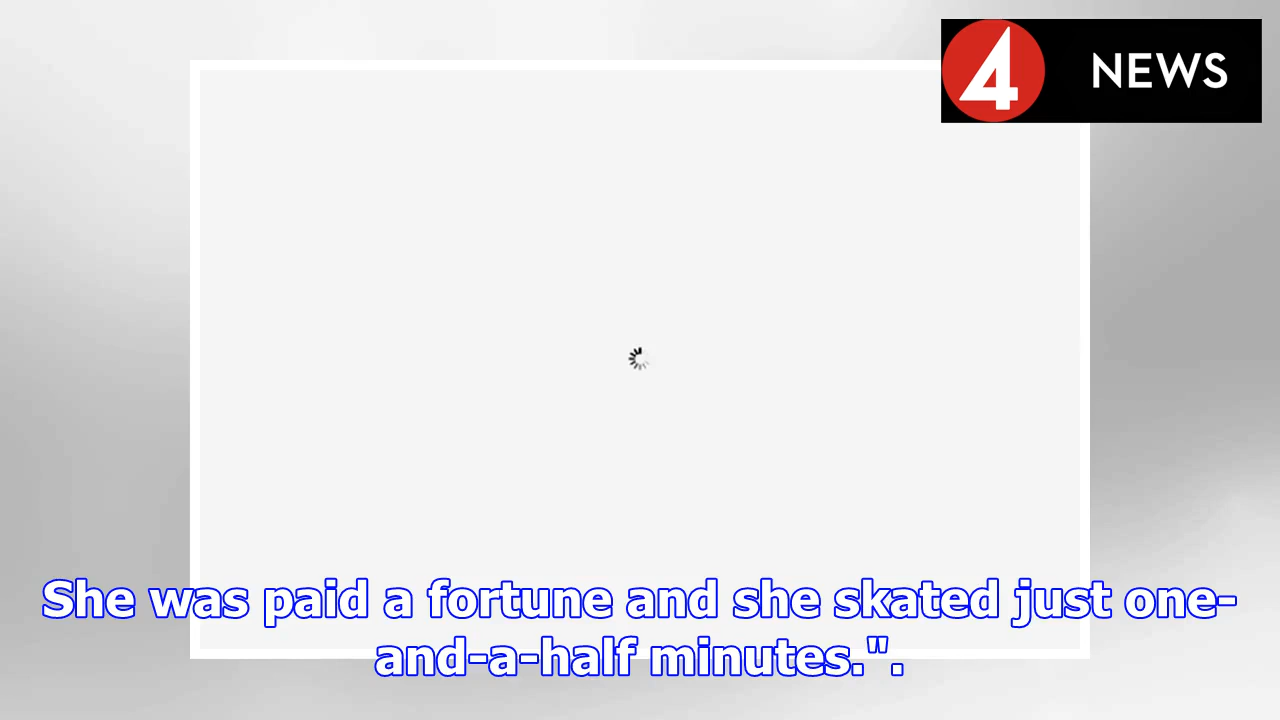 4 NEWS
She was paid a fortune and she skated just one-
and-a-half minutes.".